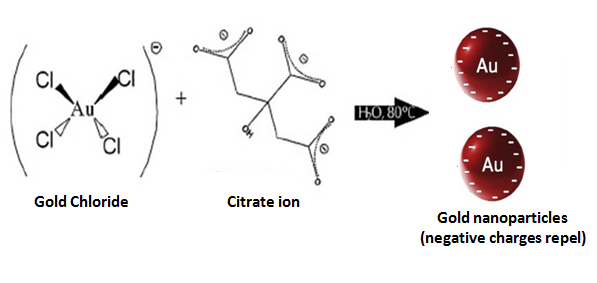 Cl
Cl
Au
Cl
Cl
⊖
+
⊖
⊖
OH
⊖
H₂O, 80°C
Au
Au
Gold Chloride
Citrate ion
Gold nanoparticles
(negative charges repel)